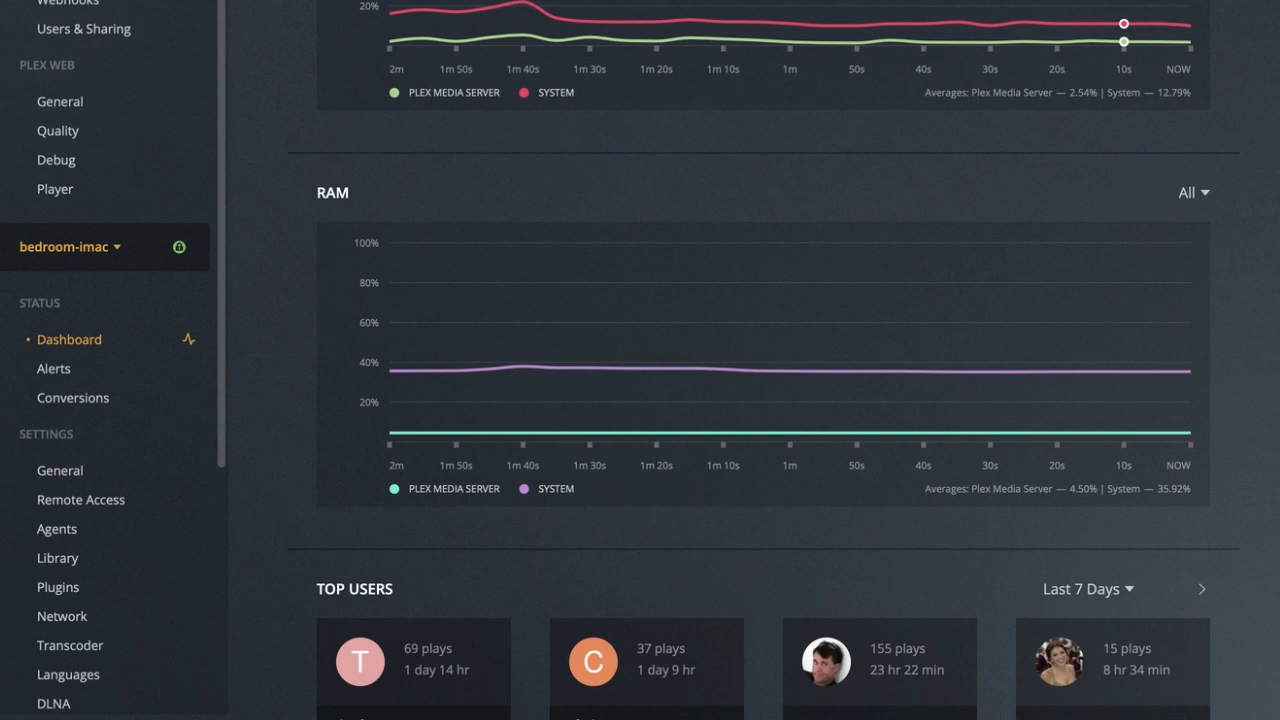 Webhooks
Users & Sharing
PLEX WEB
General
Quality
Debug
Player
bedroom-imac
STATUS
Dashboard
Alerts
Conversions
SETTINGS
General
Remote Access
Agents
Library
Plugins
Network
Transcoder
Languages
DLNA
20%
2m 1m 50s 1m 40s 1m 30s 1m 20s 1m 10s 1m 50s 40s 30s 20s 10s NOW
PLEX MEDIA SERVER SYSTEM Averages: Plex Media Server — 2.54% | System — 12.79%
RAM All
100%
80%
60%
40%
20%
2m 1m 50s 1m 40s 1m 30s 1m 20s 1m 10s 1m 50s 40s 30s 20s 10s NOW
PLEX MEDIA SERVER SYSTEM Averages: Plex Media Server — 4.50% | System — 35.92%
TOP USERS Last 7 Days
T
69 plays
1 day 14 hr
C
37 plays
1 day 9 hr
155 plays
23 hr 22 min
15 plays
8 hr 34 min